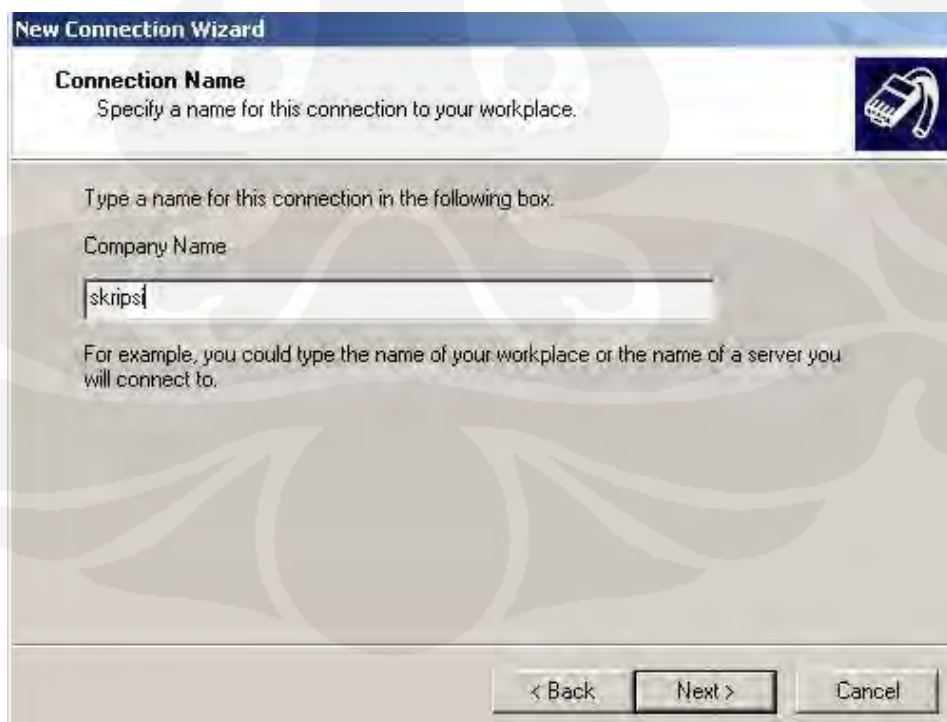 New Connection Wizard
Connection Name
Specify a name for this connection to your workplace.
Type a name for this connection in the following box.
Company Name
skripsi
For example, you could type the name of your workplace or the name of a server you
will connect to.
< Back Next > Cancel